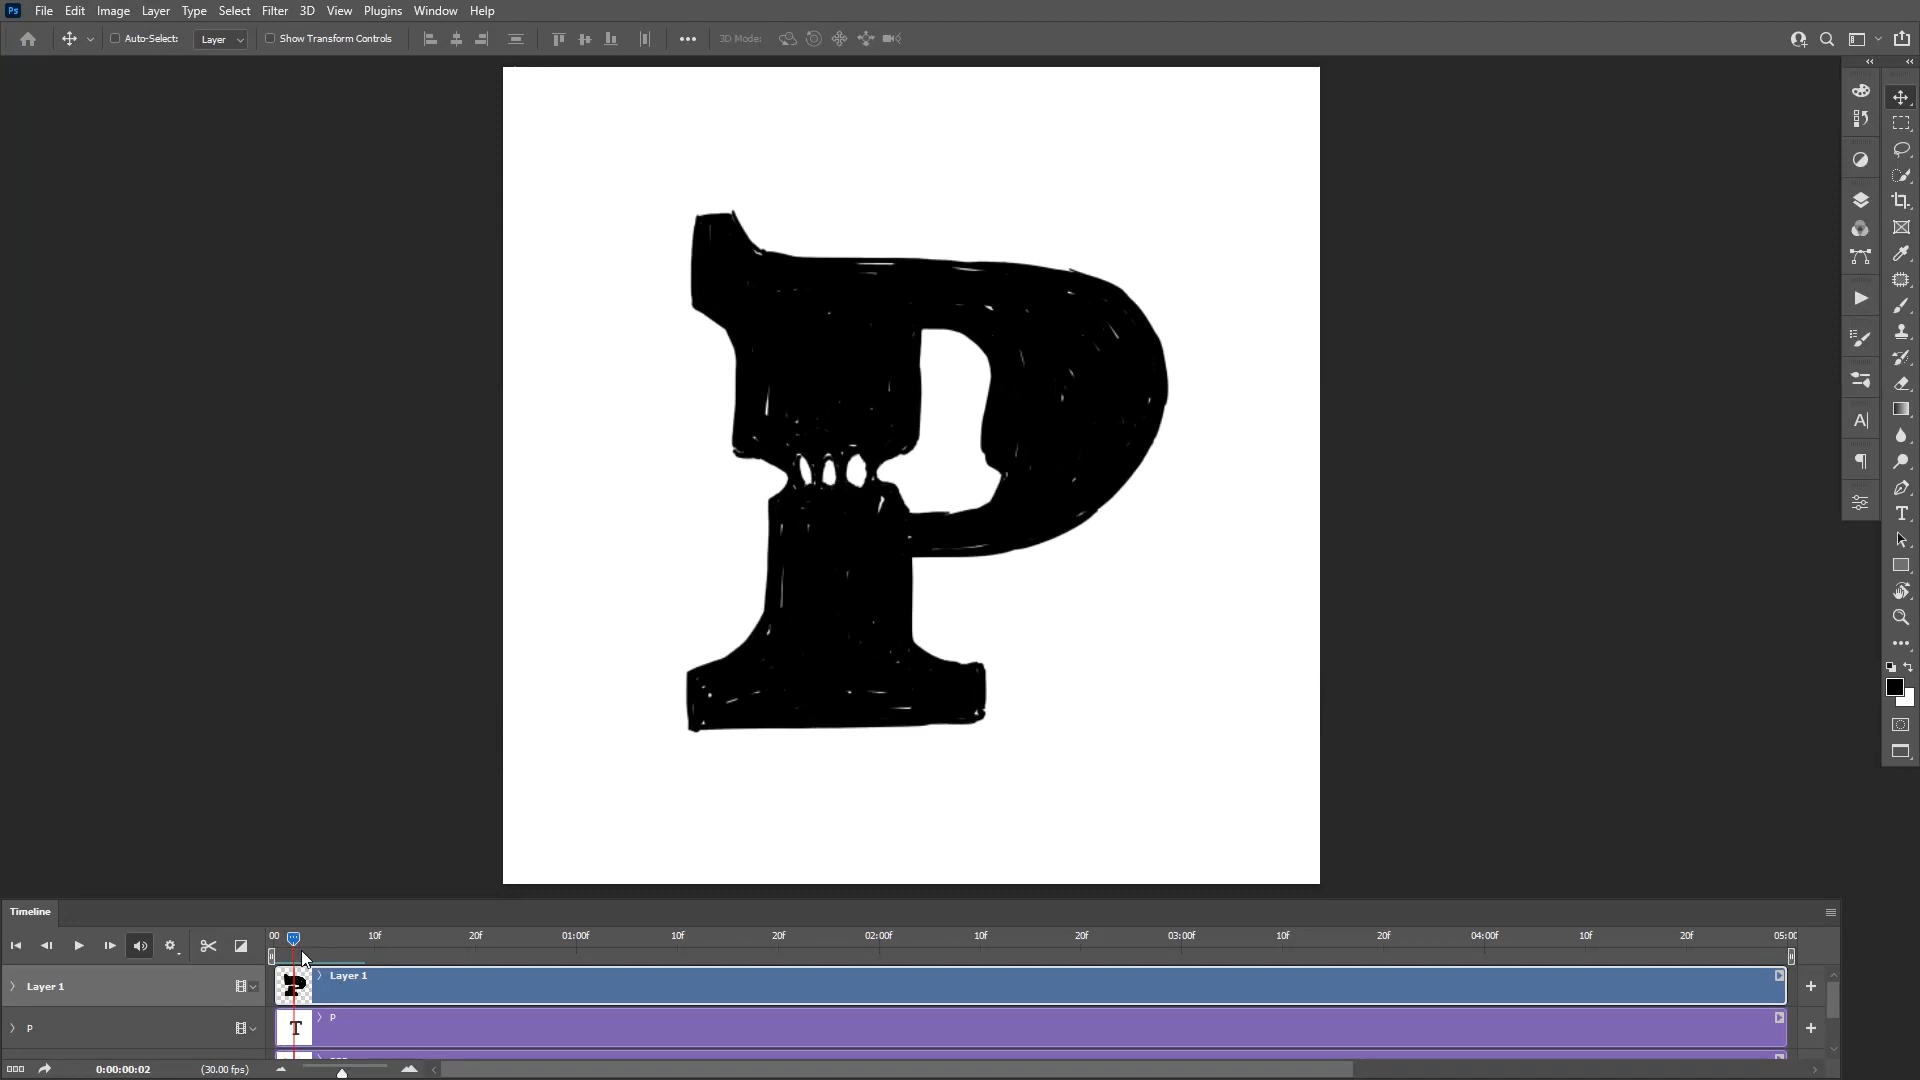 Ps File Edit Image Layer Type Select Filter 3D View Plugins Window Help
Auto-Select: Layer Show Transform Controls 3D Mode:
P
Timeline
00 10f 20f 01:00f 10f 20f 02:00f 10f 20f 03:00f 10f 20f 04:00f 10f 20f 05:00
Layer 1 Layer 1
P T P
0:00:00:02 (30.00 fps)